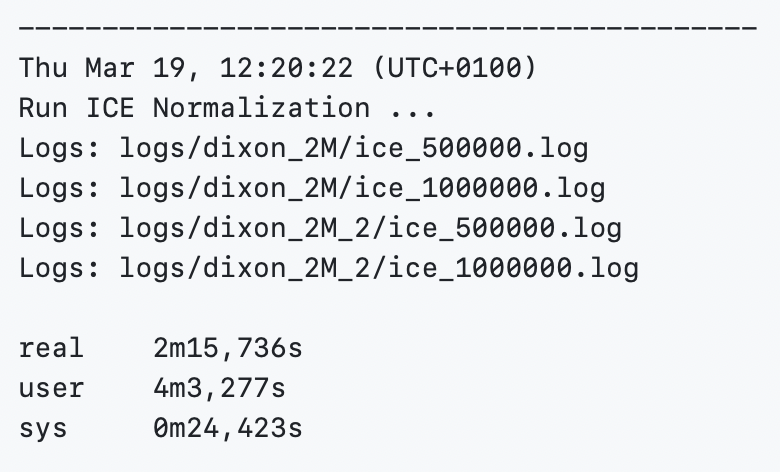 Thu Mar 19, 12:20:22 (UTC+0100)
Run ICE Normalization ...
Logs: logs/dixon_2M/ice_500000.log
Logs: logs/dixon_2M/ice_1000000.log
Logs: logs/dixon_2M_2/ice_500000.log
Logs: logs/dixon_2M_2/ice_1000000.log
real 2m15,736s
user 4m3,277s
sys 0m24,423s